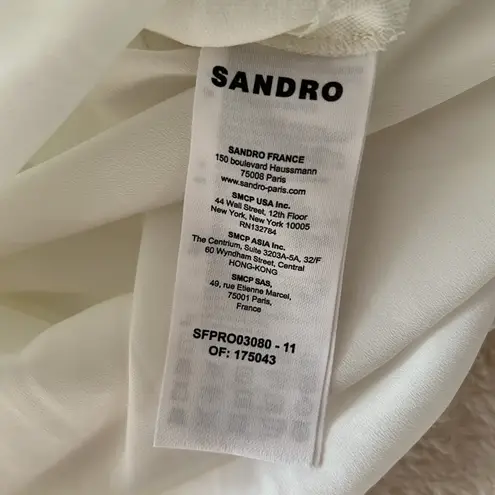 SANDRO
SANDRO FRANCE
150 boulevard Haussmann
75008 Paris
www.sandro-paris.com
SMCP USA Inc.
44 Wall Street, 12th Floor
New York, New York 10005
RN132784
SMCP ASIA Inc.
The Centrium, Suite 3203A-5A, 32/F
60 Wyndham Street, Central
HONG-KONG
SMCP SAS,
49, rue Etienne Marcel,
75001 Paris,
France
SFPRO03080 - 11
OF: 175043